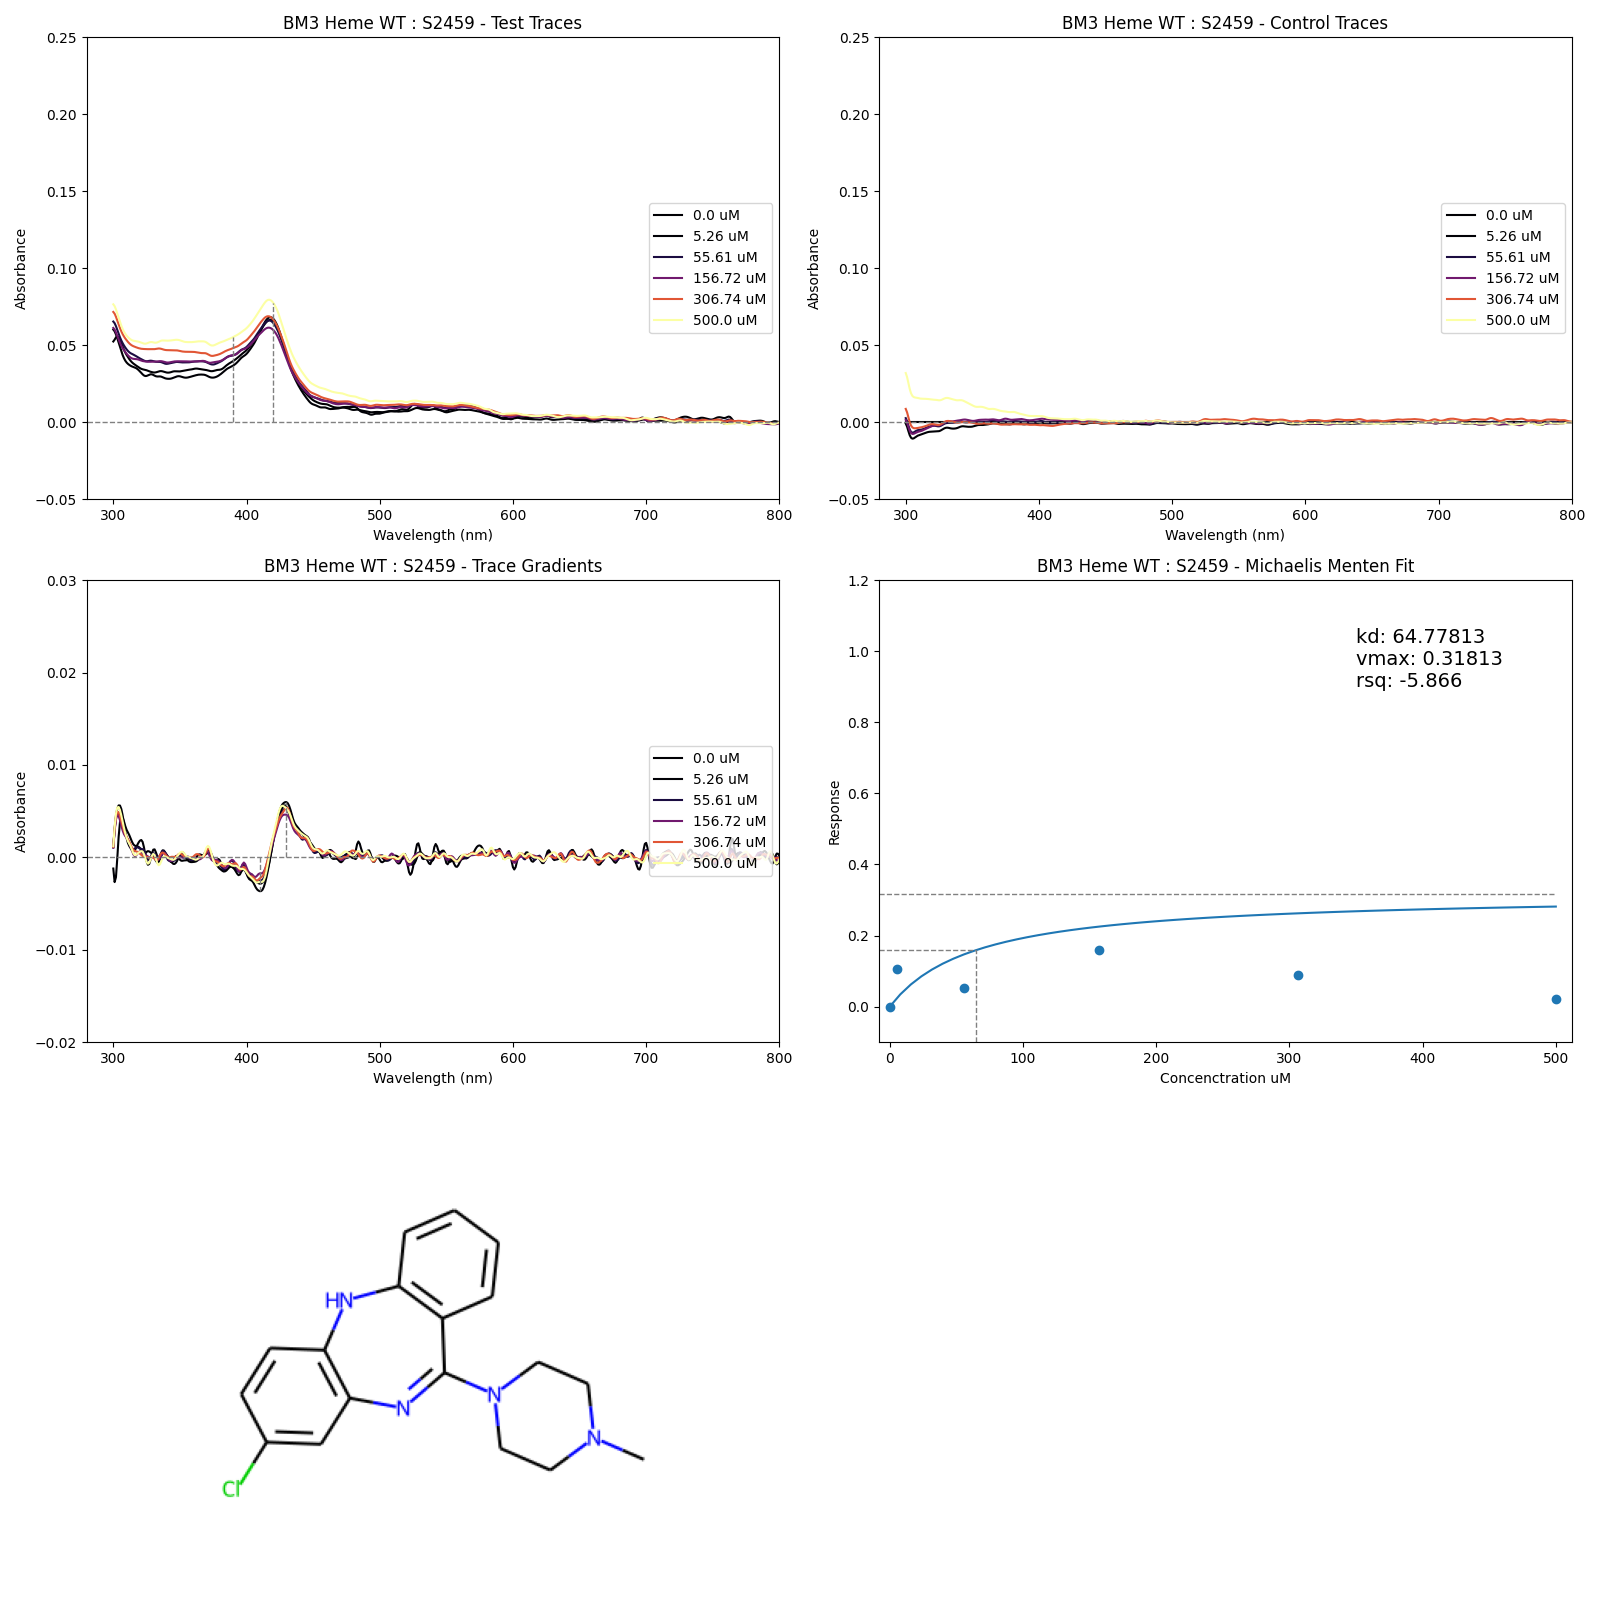 BM3 Heme WT : S2459 - Test Traces
Absorbance
0.25
0.20
0.15
0.10
0.05
0.00
−0.05
300 400 500 600 700 800
Wavelength (nm)
0.0 uM
5.26 uM
55.61 uM
156.72 uM
306.74 uM
500.0 uM
BM3 Heme WT : S2459 - Control Traces
Absorbance
0.25
0.20
0.15
0.10
0.05
0.00
−0.05
300 400 500 600 700 800
Wavelength (nm)
0.0 uM
5.26 uM
55.61 uM
156.72 uM
306.74 uM
500.0 uM
BM3 Heme WT : S2459 - Trace Gradients
Absorbance
0.03
0.02
0.01
0.00
−0.01
−0.02
300 400 500 600 700 800
Wavelength (nm)
0.0 uM
5.26 uM
55.61 uM
156.72 uM
306.74 uM
500.0 uM
BM3 Heme WT : S2459 - Michaelis Menten Fit
Response
1.2
1.0
0.8
0.6
0.4
0.2
0.0
0 100 200 300 400 500
Concenctration uM
kd: 64.77813
vmax: 0.31813
rsq: -5.866
HN
N
N
N
Cl